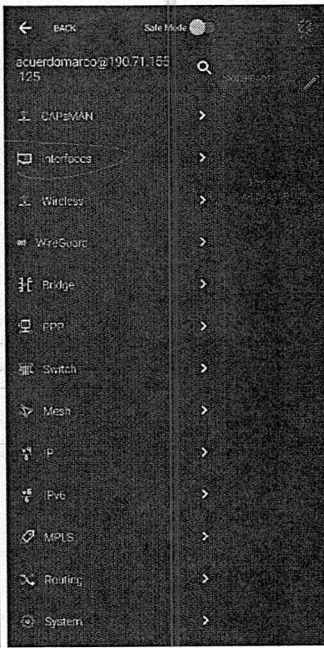 BACK
Safe Mode
acuerdomarco@190.71.155
.125
CAPsMAN
Interfaces
Wireless
WireGuard
Bridge
PPP
Switch
Mesh
IP
IPv6
MPLS
Routing
System